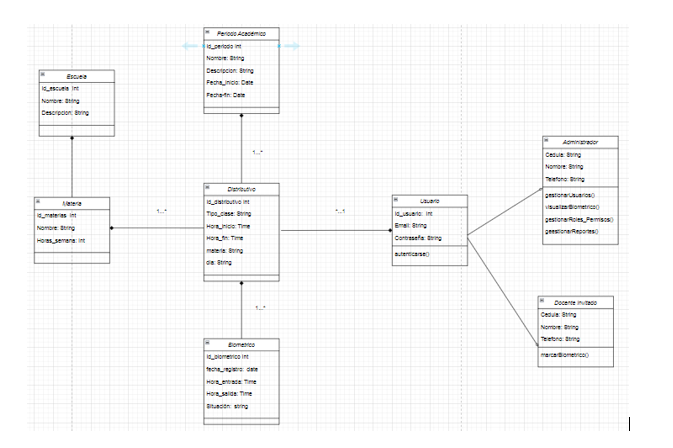 Periodo Académico
Id_periodo int
Nombre: String
Descripcion: String
Fecha_inicio: Date
Fecha-fin: Date
Escuela
Id_escuela int
Nombre: String
Descripcion: String
1...*
Administrador
Cedula: String
Nombre: String
Telefono: String
gestionarUsuarios()
visualizarBiometrico()
gestionarRoles_Permisos()
geestionarReportes()
Distributivo
Id_distributivo int
Tipo_clase: String
Hora_inicio: Time
Hora_fin: Time
materia: String
dia: String
Materia
Id_materias int
Nombre: String
Horas_semana: int
1...*
*...1
Usuario
Id_usuario: int
Email: String
Contraseña: String
autenticarse()
1...*
Docente Invitado
Cedula: String
Nombre: String
Telefono: String
marcarBiometrico()
Biometrico
Id_biometrico int
fecha_registro: date
Hora_entrada: Time
Hora_salida: Time
Situación: string